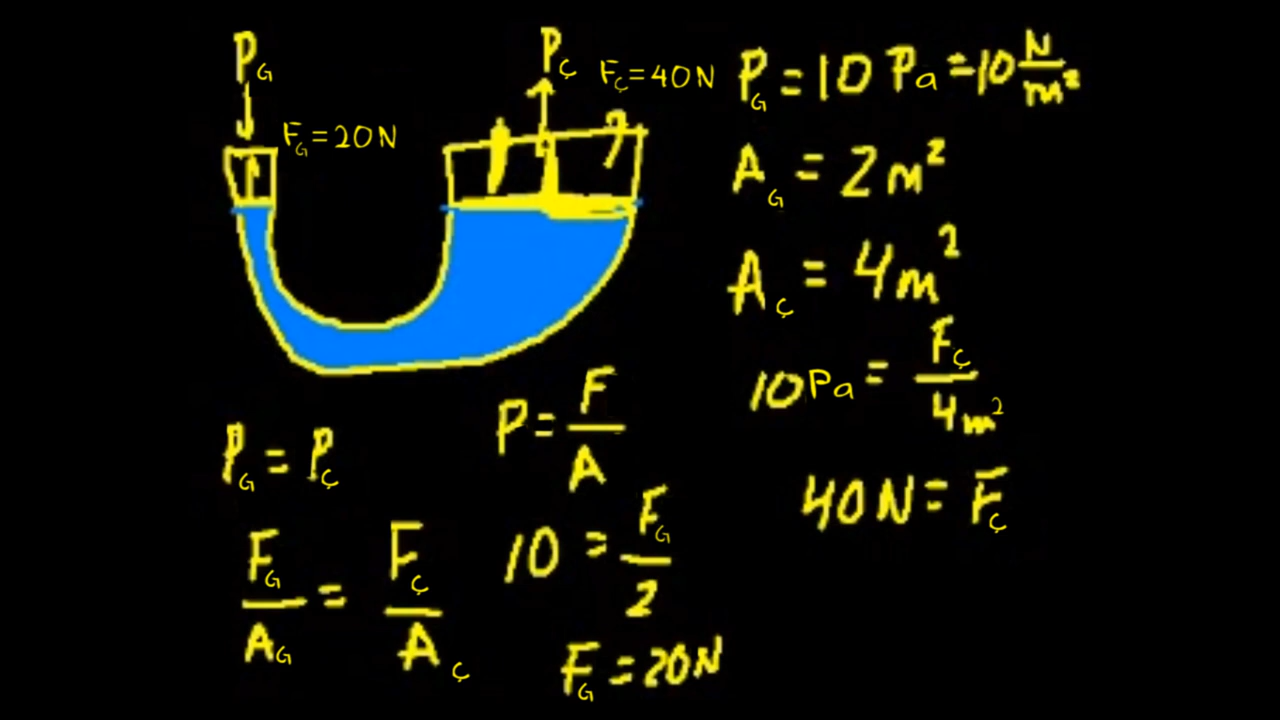 P_G
F_G = 20N
P_Ç
F_Ç = 40N
P_G = 10 Pa = 10 N/m²
A_G = 2m²
A_Ç = 4m²
10Pa = F_Ç/4m²
40N = F_Ç
P_G = P_Ç
F_G/A_G = F_Ç/A_Ç
P = F/A
10 = F_G/2
F_G = 20N